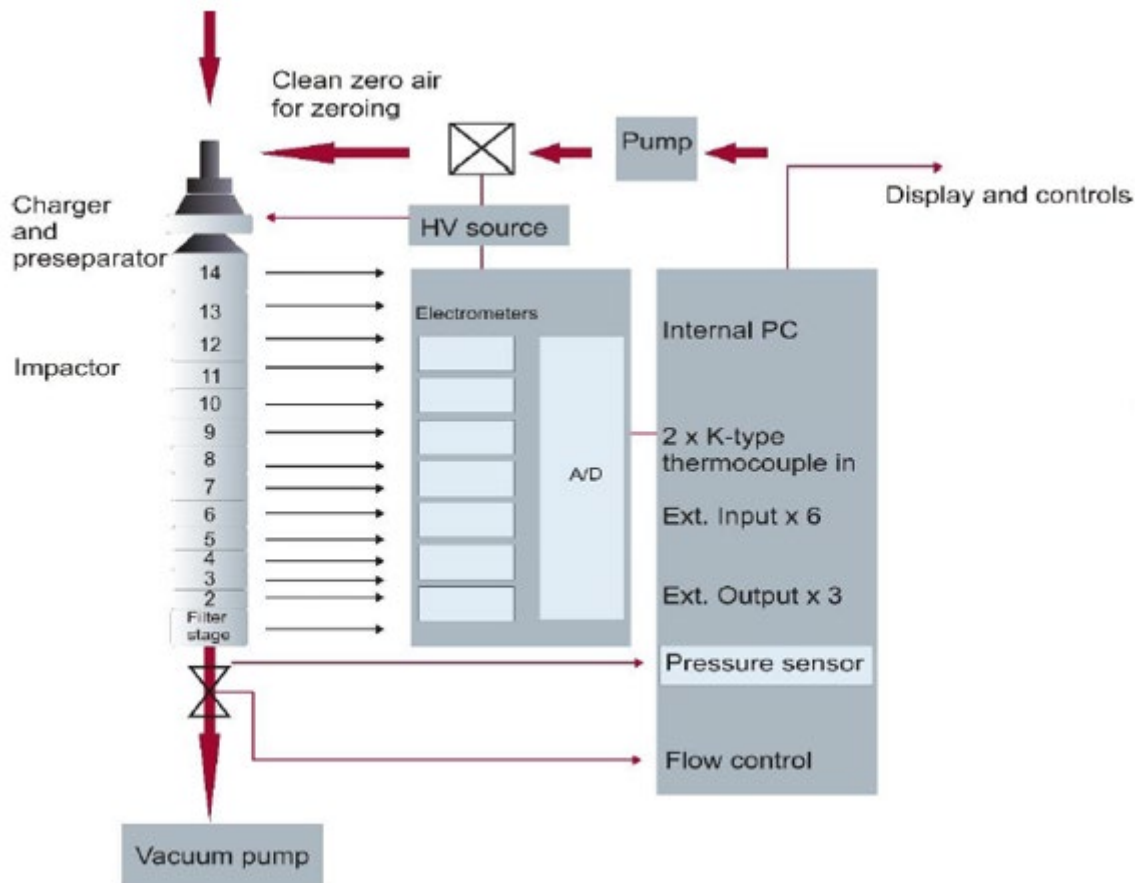 Clean zero air
for zeroing
Pump
Display and controls
Charger
and
preseparator
HV source
14
13
12
11
10
9
8
7
6
5
4
3
2
Filter
stage
Impactor
Electrometers
A/D
Internal PC
2 x K-type
thermocouple in
Ext. Input x 6
Ext. Output x 3
Pressure sensor
Flow control
Vacuum pump